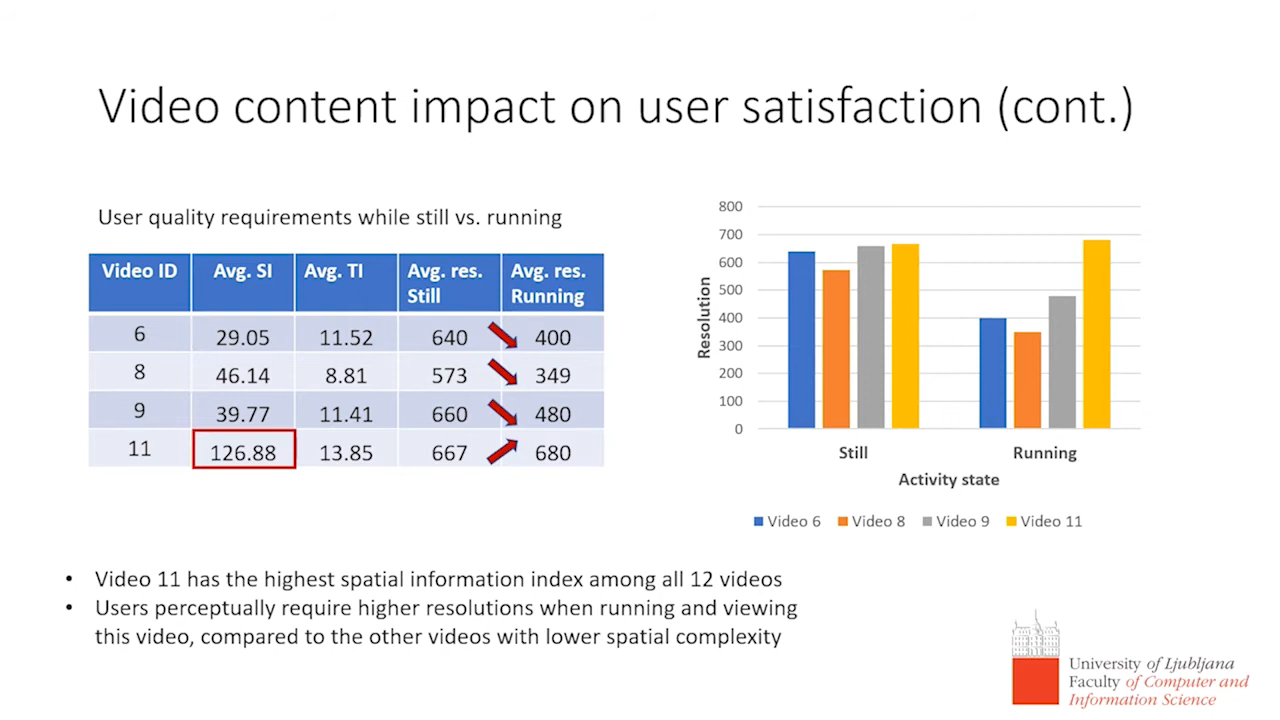 Video content impact on user satisfaction (cont.)
User quality requirements while still vs. running
Video ID Avg. SI Avg. TI Avg. res. Still Avg. res. Running
6 29.05 11.52 640 400
8 46.14 8.81 573 349
9 39.77 11.41 660 480
11 126.88 13.85 667 680
800
700
600
500
400
300
200
100
0
Resolution
Still Running
Activity state
Video 6 Video 8 Video 9 Video 11
• Video 11 has the highest spatial information index among all 12 videos
• Users perceptually require higher resolutions when running and viewing
this video, compared to the other videos with lower spatial complexity
University of Ljubljana
Faculty of Computer and
Information Science